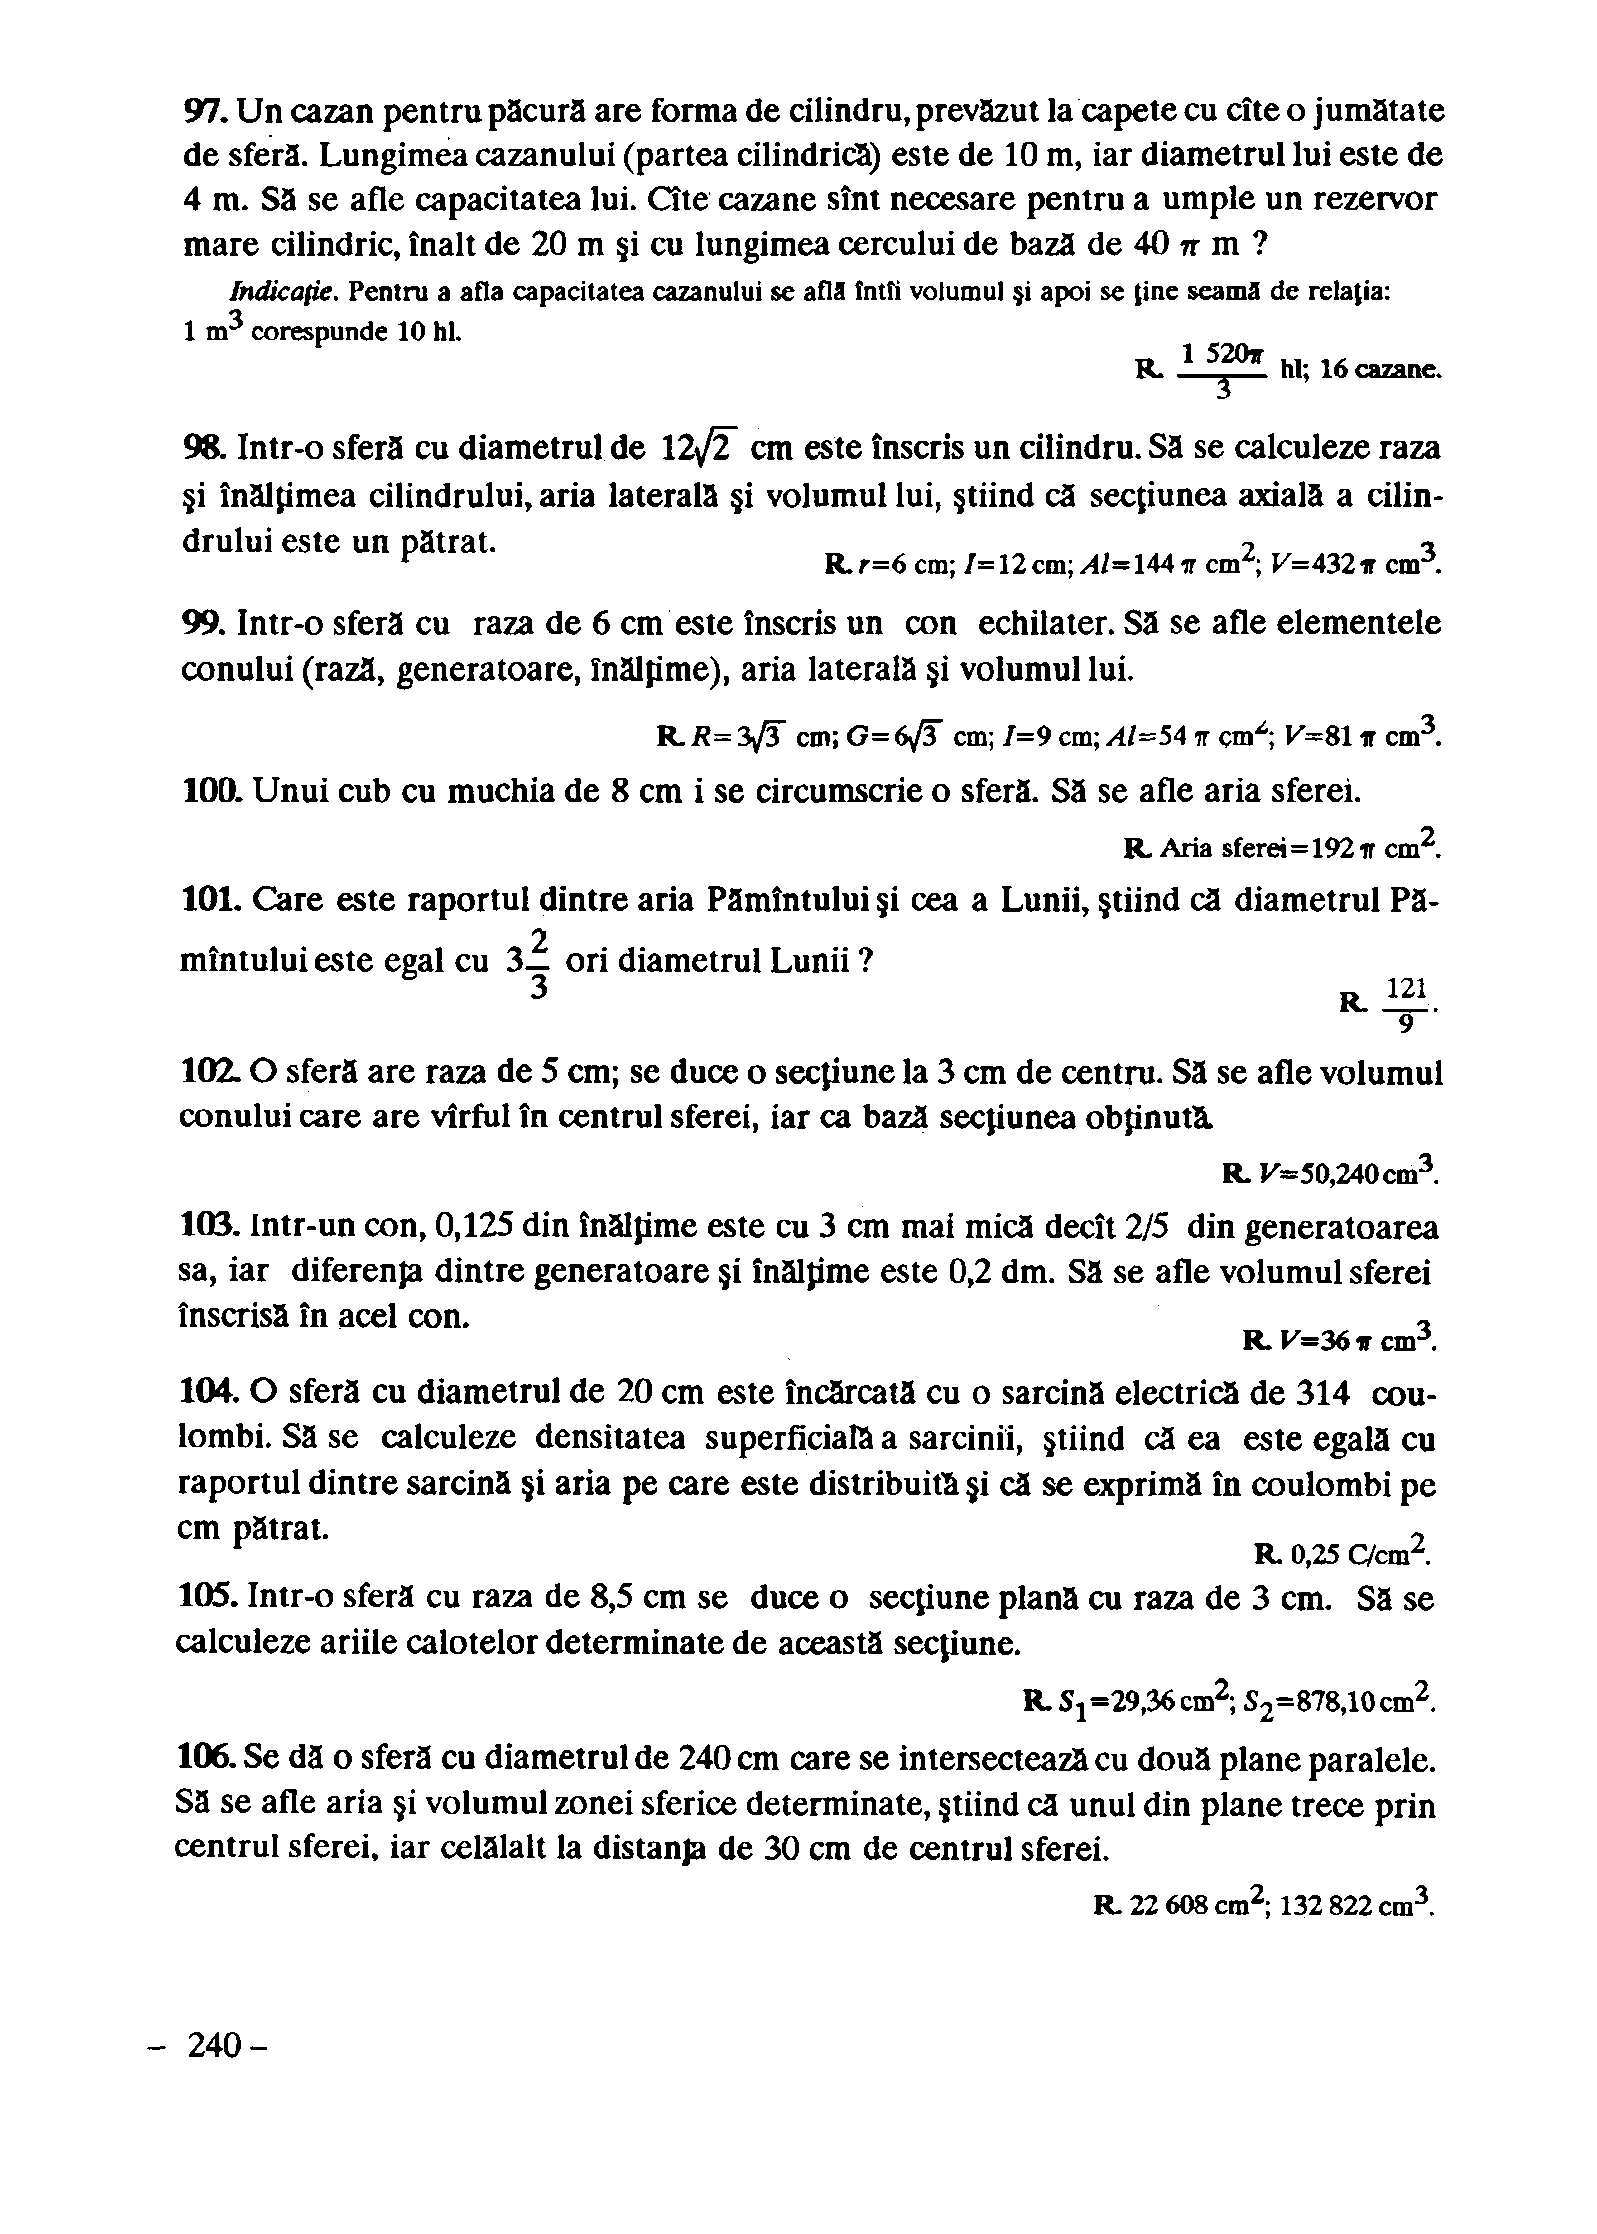 97. Un cazan pentru păcură are forma de cilindru, prevăzut la capete cu cîte o jumătate
de sferă. Lungimea cazanului (partea cilindrică) este de 10 m, iar diametrul lui este de
4 m. Să se afle capacitatea lui. Cîte cazane sînt necesare pentru a umple un rezervor
mare cilindric, înalt de 20 m şi cu lungimea cercului de bază de 40 π m ?
Indicaţie. Pentru a afla capacitatea cazanului se află întîi volumul şi apoi se ţine seamă de relaţia:
1 m³ corespunde 10 hl.
R. 1 520π/3 hl; 16 cazane.
98. Intr-o sferă cu diametrul de 12√2 cm este înscris un cilindru. Să se calculeze raza
şi înălţimea cilindrului, aria laterală şi volumul lui, ştiind că secţiunea axială a cilin-
drului este un pătrat.
R. r=6 cm; I=12 cm; Al=144 π cm²; V=432 π cm³.
99. Intr-o sferă cu raza de 6 cm este înscris un con echilater. Să se afle elementele
conului (rază, generatoare, înălţime), aria laterală şi volumul lui.
R. R=3√3 cm; G=6√3 cm; I=9 cm; Al=54 π cm²; V=81 π cm³.
100. Unui cub cu muchia de 8 cm i se circumscrie o sferă. Să se afle aria sferei.
R. Aria sferei=192 π cm².
101. Care este raportul dintre aria Pămîntului şi cea a Lunii, ştiind că diametrul Pă-
mîntului este egal cu 3 2/3 ori diametrul Lunii ?
R. 121/9.
102. O sferă are raza de 5 cm; se duce o secţiune la 3 cm de centru. Să se afle volumul
conului care are vîrful în centrul sferei, iar ca bază secţiunea obţinută.
R. V=50,240 cm³.
103. Intr-un con, 0,125 din înălţime este cu 3 cm mai mică decît 2/5 din generatoarea
sa, iar diferenţa dintre generatoare şi înălţime este 0,2 dm. Să se afle volumul sferei
înscrisă în acel con.
R. V=36 π cm³.
104. O sferă cu diametrul de 20 cm este încărcată cu o sarcină electrică de 314 cou-
lombi. Să se calculeze densitatea superficială a sarcinii, ştiind că ea este egală cu
raportul dintre sarcină şi aria pe care este distribuită şi că se exprimă în coulombi pe
cm pătrat.
R. 0,25 C/cm².
105. Intr-o sferă cu raza de 8,5 cm se duce o secţiune plană cu raza de 3 cm. Să se
calculeze ariile calotelor determinate de această secţiune.
R. S₁=29,36 cm²; S₂=878,10 cm².
106. Se dă o sferă cu diametrul de 240 cm care se intersectează cu două plane paralele.
Să se afle aria şi volumul zonei sferice determinate, ştiind că unul din plane trece prin
centrul sferei, iar celălalt la distanţa de 30 cm de centrul sferei.
R. 22 608 cm²; 132 822 cm³.
– 240 –